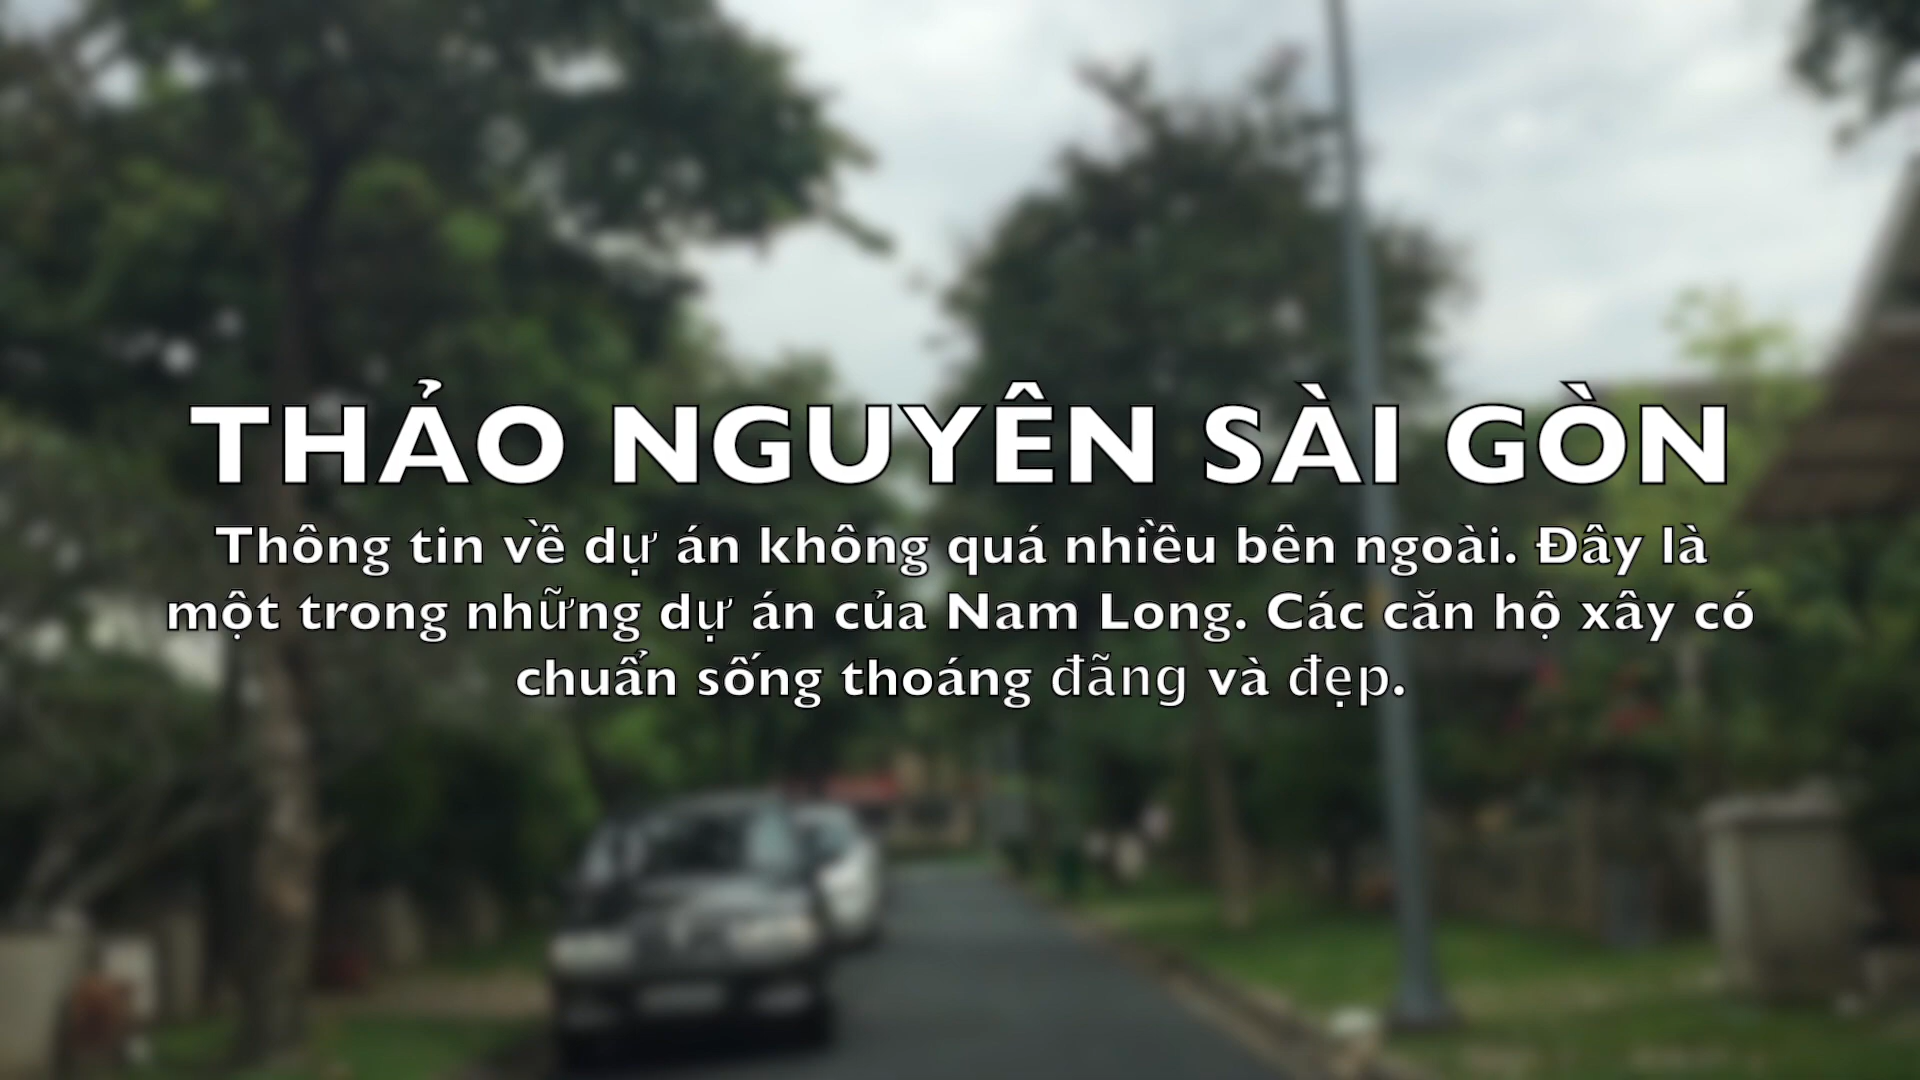 THẢO NGUYÊN SÀI GÒN
Thông tin về dự án không quá nhiều bên ngoài. Đây là
một trong những dự án của Nam Long. Các căn hộ xây có
chuẩn sống thoáng đãng và đẹp.